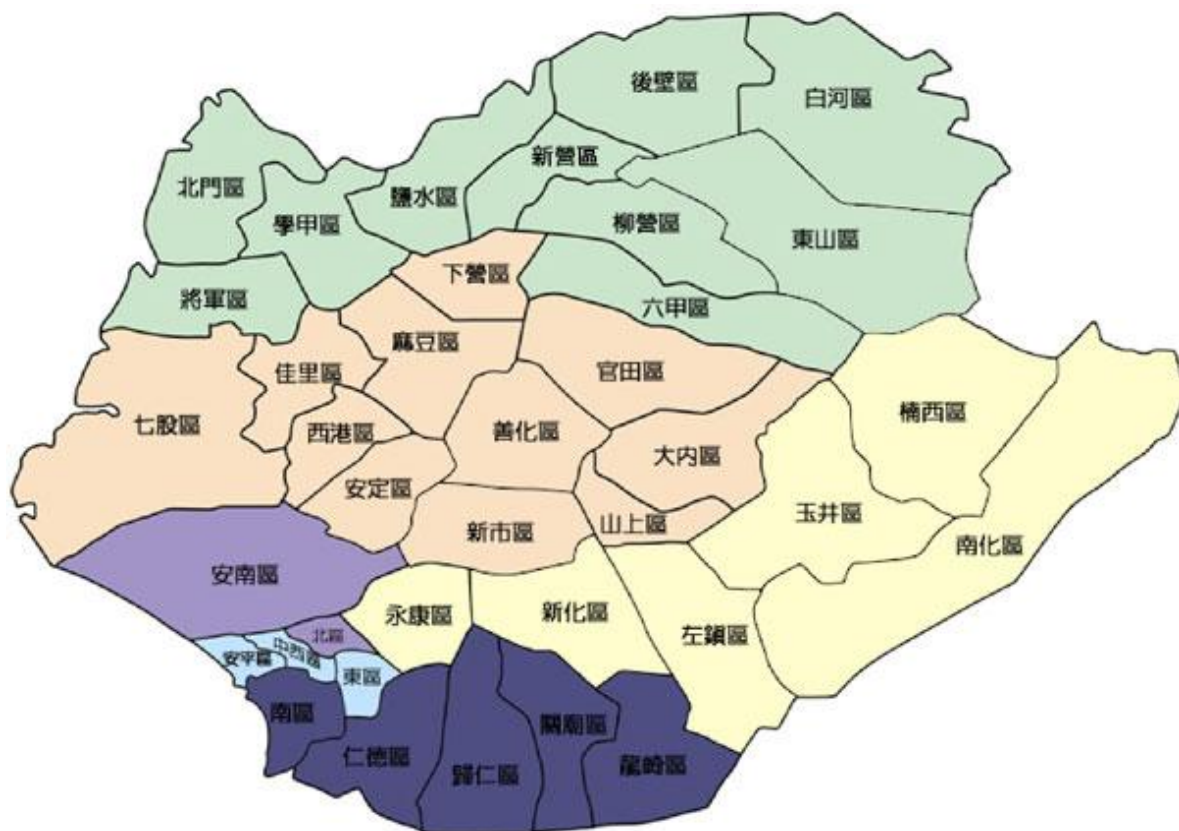 後壁區
白河區
新營區
北門區
鹽水區
學甲區
柳營區
東山區
下營區
將軍區
六甲區
麻豆區
佳里區
官田區
楠西區
七股區
西港區
善化區
大內區
安定區
玉井區
山上區
新市區
南化區
安南區
永康區
新化區
左鎮區
北區
中西區
安平區
東區
南區
關廟區
仁德區
歸仁區
龍崎區